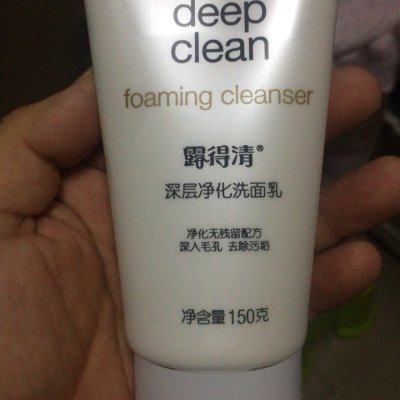 deep
clean
foaming cleanser
露得清®
深层净化洗面乳
净化无残留配方
深入毛孔 去除污垢
净含量150克